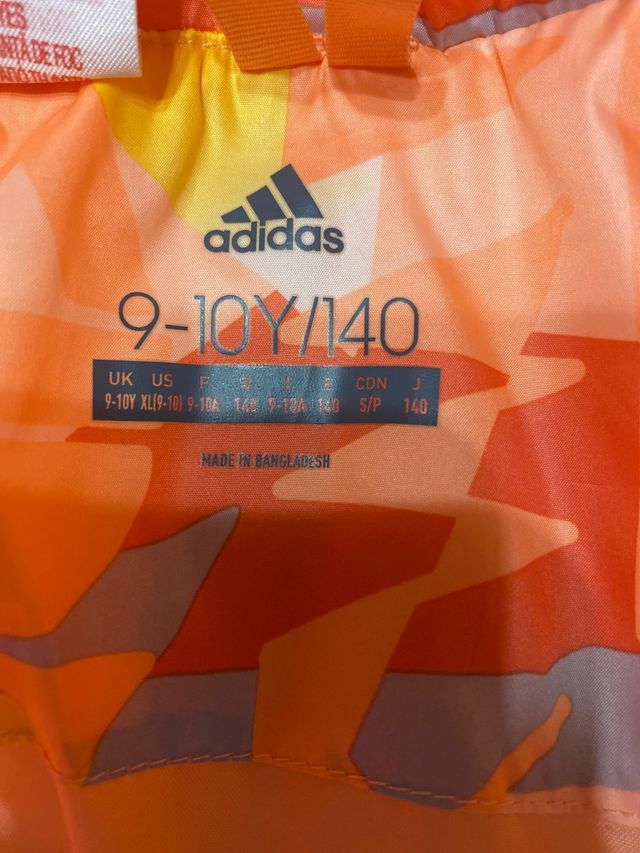 adidas
9-10Y/140
UK US F D I E CDN J
9-10Y XL(9-10) 9-10A 140 9-10A 140 S/P 140
MADE IN BANGLADESH